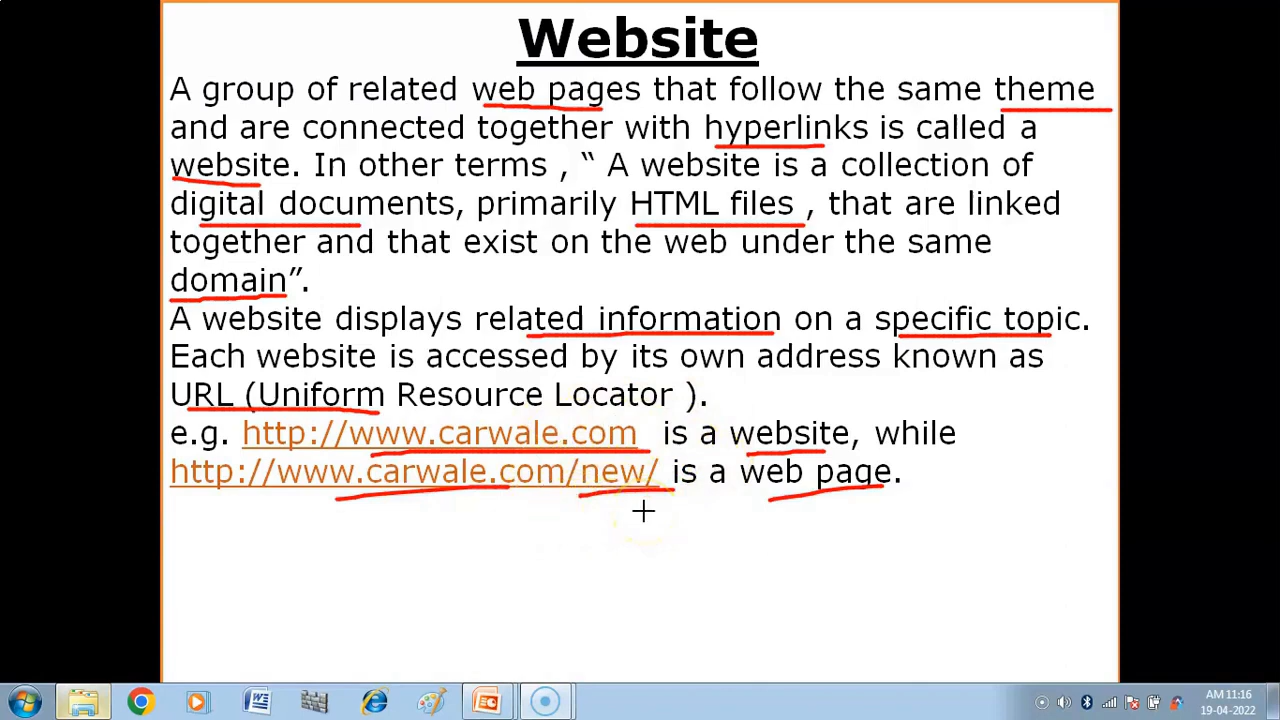 Website
A group of related web pages that follow the same theme
and are connected together with hyperlinks is called a
website. In other terms , “ A website is a collection of
digital documents, primarily HTML files , that are linked
together and that exist on the web under the same
domain”.
A website displays related information on a specific topic.
Each website is accessed by its own address known as
URL (Uniform Resource Locator ).
e.g. http://www.carwale.com is a website, while
http://www.carwale.com/new/ is a web page.
AM 11:16
19-04-2022